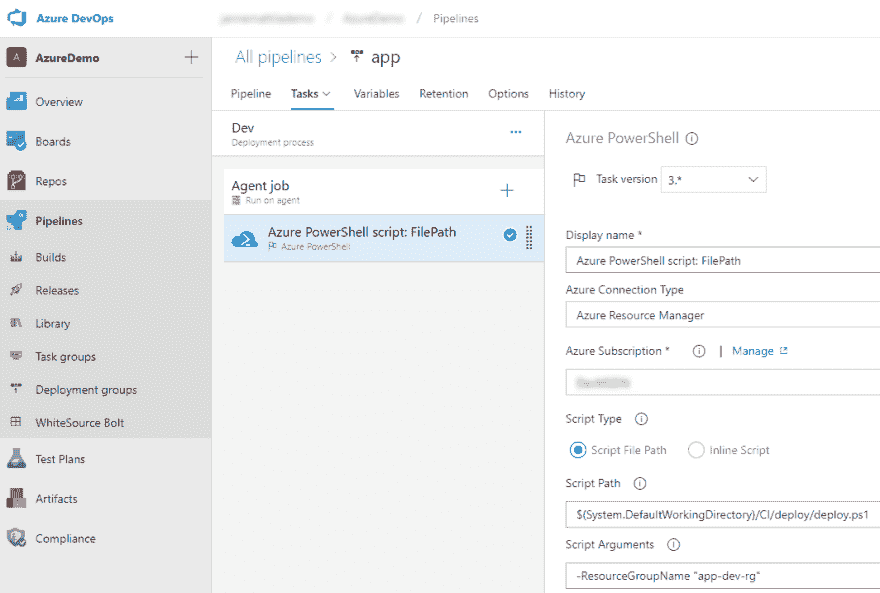 Azure DevOps
/ / Pipelines
A AzureDemo
Overview
Boards
Repos
Pipelines
Builds
Releases
Library
Task groups
Deployment groups
WhiteSource Bolt
Test Plans
Artifacts
Compliance
All pipelines > app
Pipeline Tasks Variables Retention Options History
Dev
Deployment process
Agent job
Run on agent
Azure PowerShell script: FilePath
Azure PowerShell
Azure PowerShell
Task version 3.*
Display name *
Azure PowerShell script: FilePath
Azure Connection Type
Azure Resource Manager
Azure Subscription * | Manage
Script Type
Script File Path Inline Script
Script Path
$(System.DefaultWorkingDirectory)/CI/deploy/deploy.ps1
Script Arguments
-ResourceGroupName "app-dev-rg"